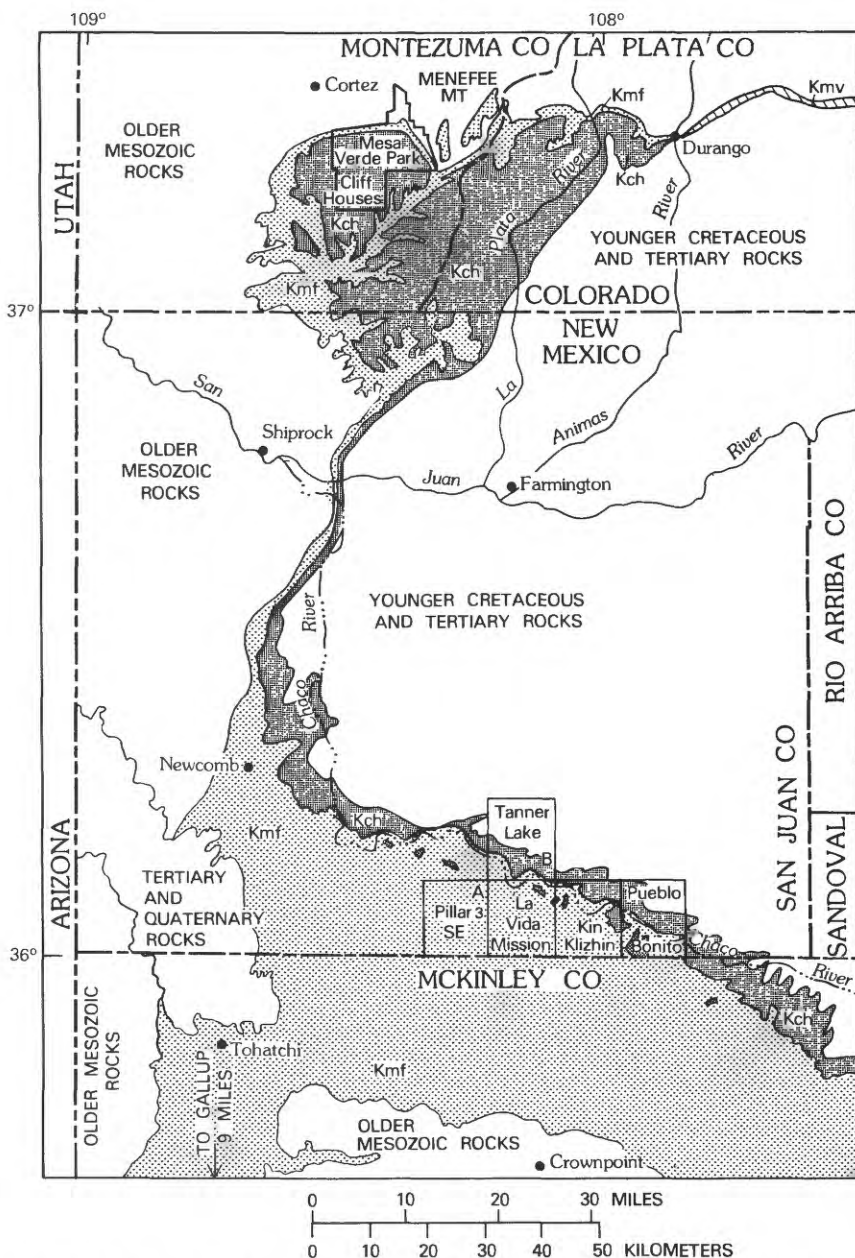 109°
108°
MONTEZUMA CO
LA PLATA CO
Cortez
MENEFEE
MT
Kmf
Kmv
OLDER
MESOZOIC
ROCKS
Mesa
Verde Park
Cliff
Houses
Kch
Durango
Kch
River
Plata
La
River
UTAH
Kmf
Kch
YOUNGER CRETACEOUS
AND TERTIARY ROCKS
37°
COLORADO
NEW
MEXICO
San
Juan
River
Animas
Shiprock
Farmington
OLDER
MESOZOIC
ROCKS
YOUNGER CRETACEOUS
AND TERTIARY ROCKS
River
Chaco
RIO ARRIBA CO
SAN JUAN CO
SANDOVAL
Newcomb
Kmf
Kch
Tanner
Lake
B
ARIZONA
TERTIARY
AND
QUATERNARY
ROCKS
A
Pillar 3
SE
La
Vida
Mission
Kin
Klizhin
Pueblo
Bonito
Chaco
River
36°
MCKINLEY CO
Kch
OLDER MESOZOIC
ROCKS
Tohatchi
TO GALLUP
9 MILES
Kmf
OLDER
MESOZOIC ROCKS
Crownpoint
0 10 20 30 MILES
0 10 20 30 40 50 KILOMETERS